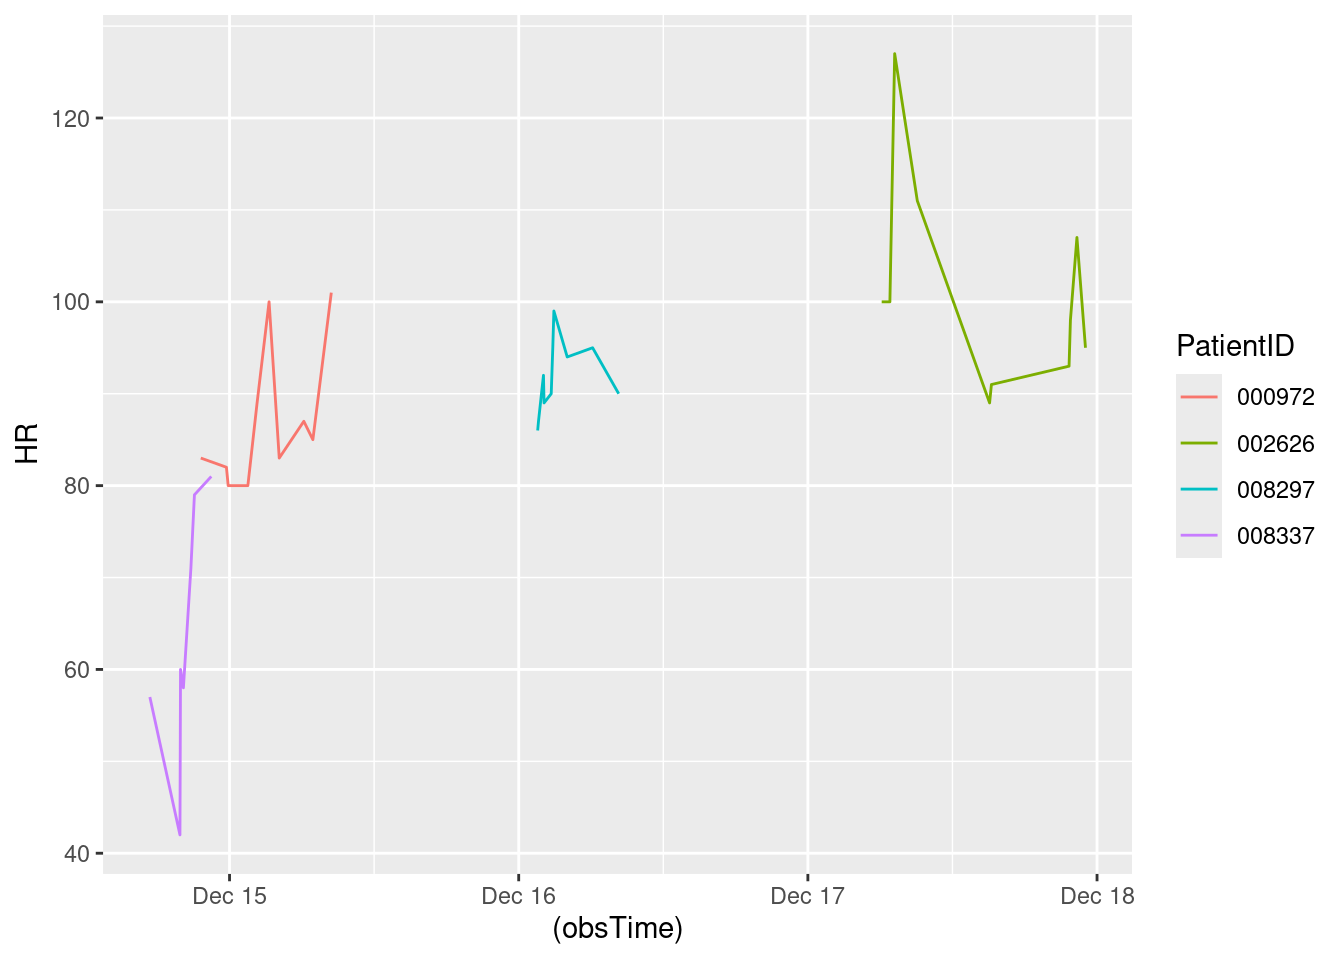 120
100
80
60
40
HR
Dec 15
Dec 16
Dec 17
Dec 18
(obsTime)
PatientID
000972
002626
008297
008337